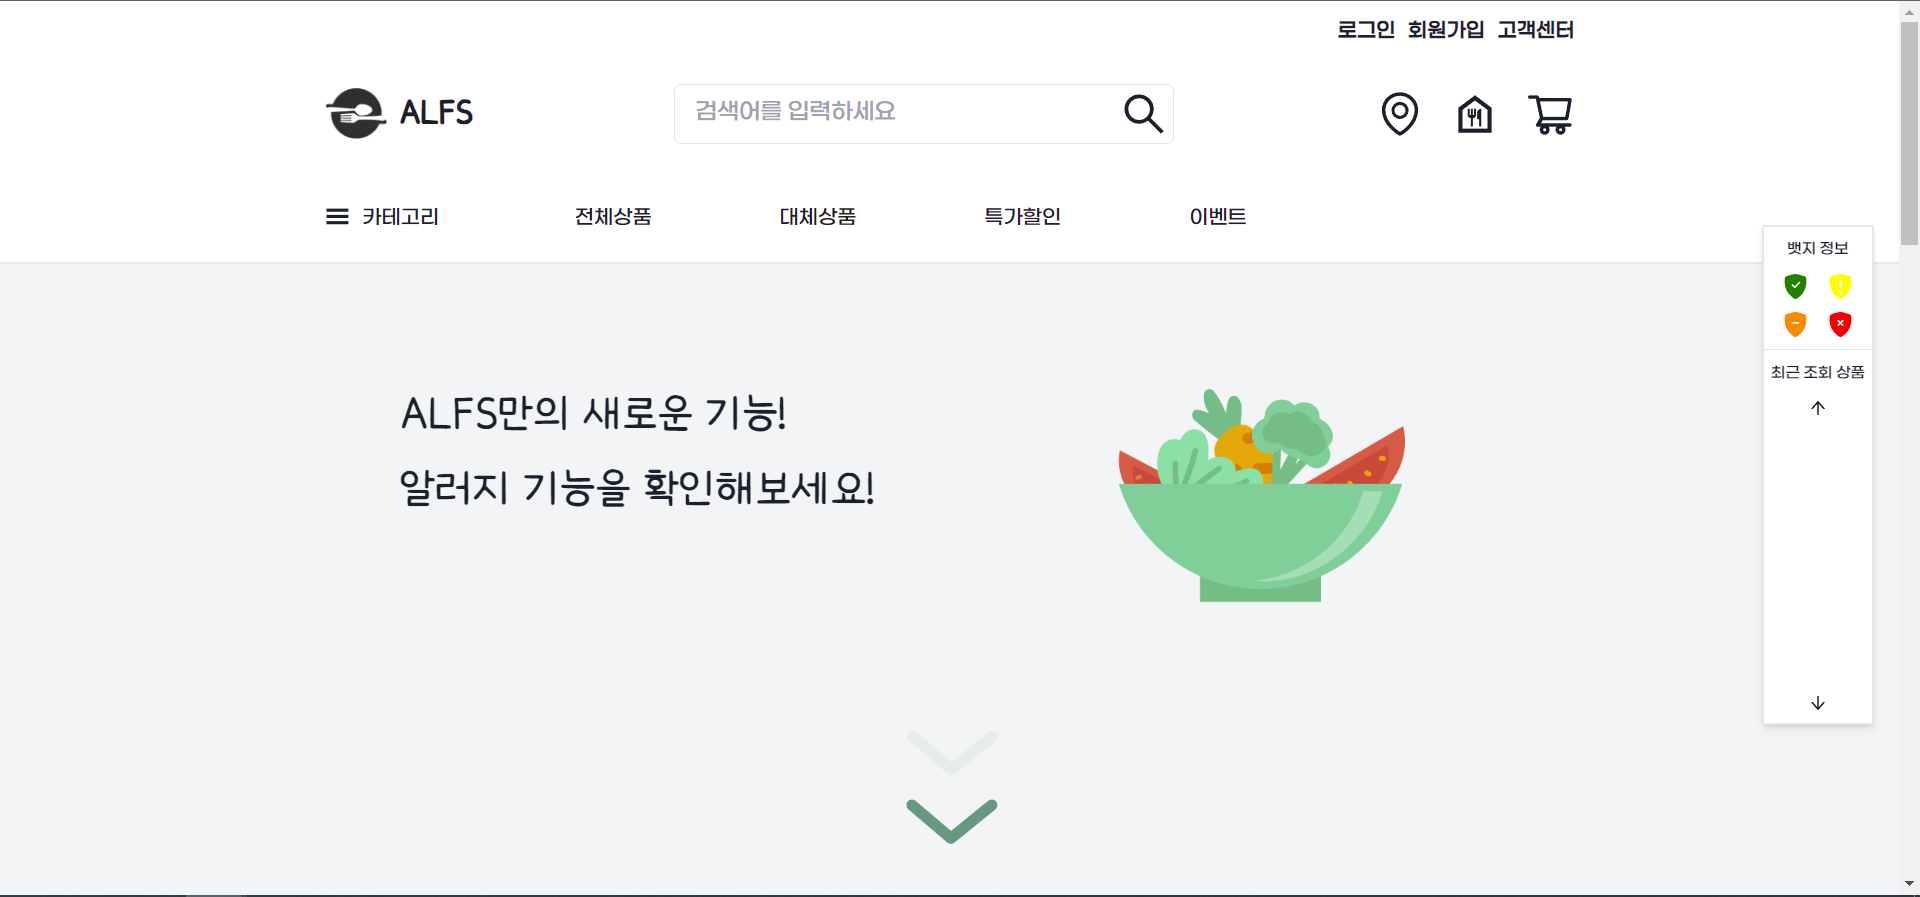 로그인 회원가입 고객센터
ALFS
검색어를 입력하세요
카테고리 전체상품 대체상품 특가할인 이벤트
뱃지 정보
최근 조회 상품
ALFS만의 새로운 기능!
알러지 기능을 확인해보세요!